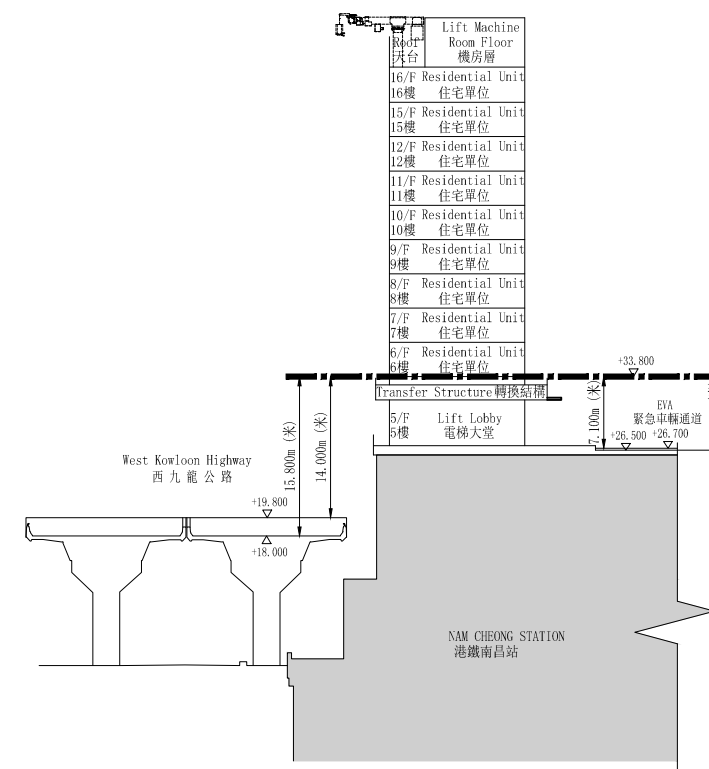 Lift Machine
Room Floor
機房層
Roof
天台
16/F Residential Unit
16樓 住宅單位
15/F Residential Unit
15樓 住宅單位
12/F Residential Unit
12樓 住宅單位
11/F Residential Unit
11樓 住宅單位
10/F Residential Unit
10樓 住宅單位
9/F Residential Unit
9樓 住宅單位
8/F Residential Unit
8樓 住宅單位
7/F Residential Unit
7樓 住宅單位
6/F Residential Unit
6樓 住宅單位
+33.800
Transfer Structure 轉換結構
5/F Lift Lobby
5樓 電梯大堂
7.100m (米)
EVA
緊急車輛通道
+26.500 +26.700
15.800m (米)
14.000m (米)
West Kowloon Highway
西九龍公路
+19.800
+18.000
NAM CHEONG STATION
港鐵南昌站